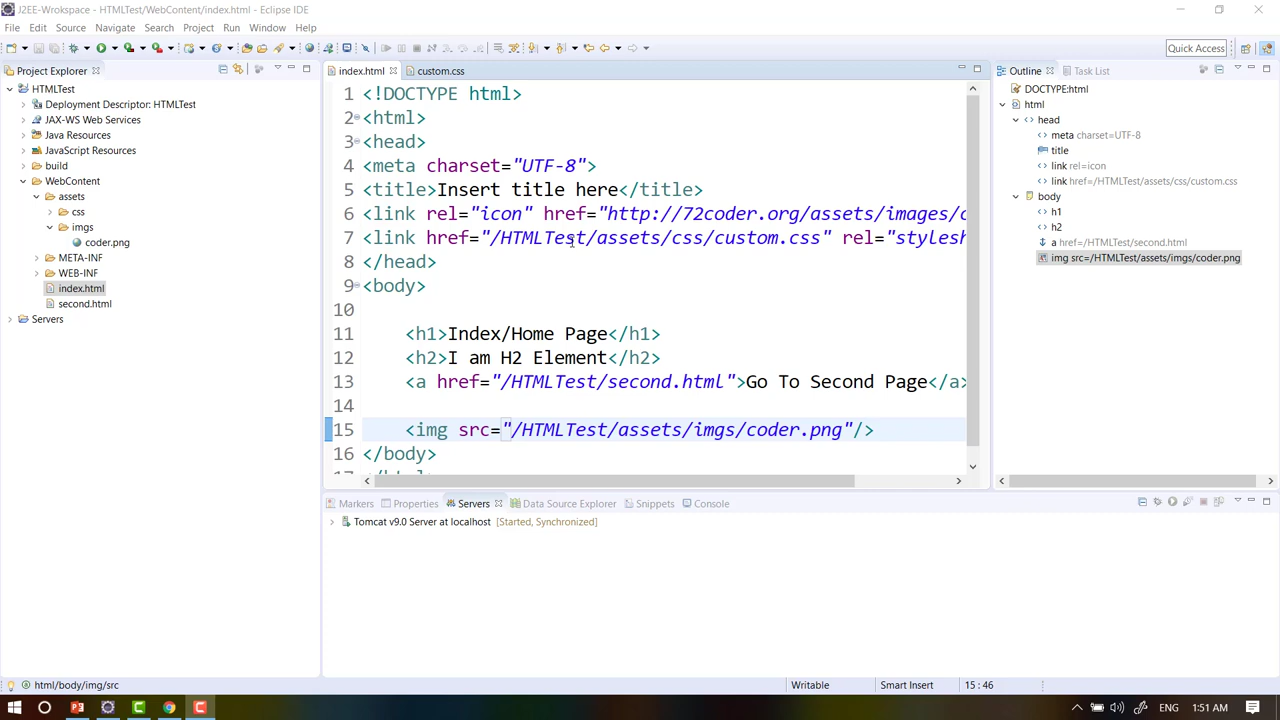 J2EE-Wrokspace - HTMLTest/WebContent/index.html - Eclipse IDE
File Edit Source Navigate Search Project Run Window Help
Quick Access
Project Explorer
HTMLTest
Deployment Descriptor: HTMLTest
JAX-WS Web Services
Java Resources
JavaScript Resources
build
WebContent
assets
css
imgs
coder.png
META-INF
WEB-INF
index.html
second.html
Servers
index.html custom.css
1 <!DOCTYPE html>
2 <html>
3 <head>
4 <meta charset="UTF-8">
5 <title>Insert title here</title>
6 <link rel="icon" href="http://72coder.org/assets/images/c
7 <link href="/HTMLTest/assets/css/custom.css" rel="stylesh
8 </head>
9 <body>
10
11 <h1>Index/Home Page</h1>
12 <h2>I am H2 Element</h2>
13 <a href="/HTMLTest/second.html">Go To Second Page</a>
14
15 <img src="/HTMLTest/assets/imgs/coder.png"/>
16 </body>
17 </html>
Outline Task List
DOCTYPE:html
html
head
meta charset=UTF-8
title
link rel=icon
link href=/HTMLTest/assets/css/custom.css
body
h1
h2
a href=/HTMLTest/second.html
img src=/HTMLTest/assets/imgs/coder.png
Markers Properties Servers Data Source Explorer Snippets Console
Tomcat v9.0 Server at localhost [Started, Synchronized]
html/body/img/src Writable Smart Insert 15 : 46
ENG 1:51 AM